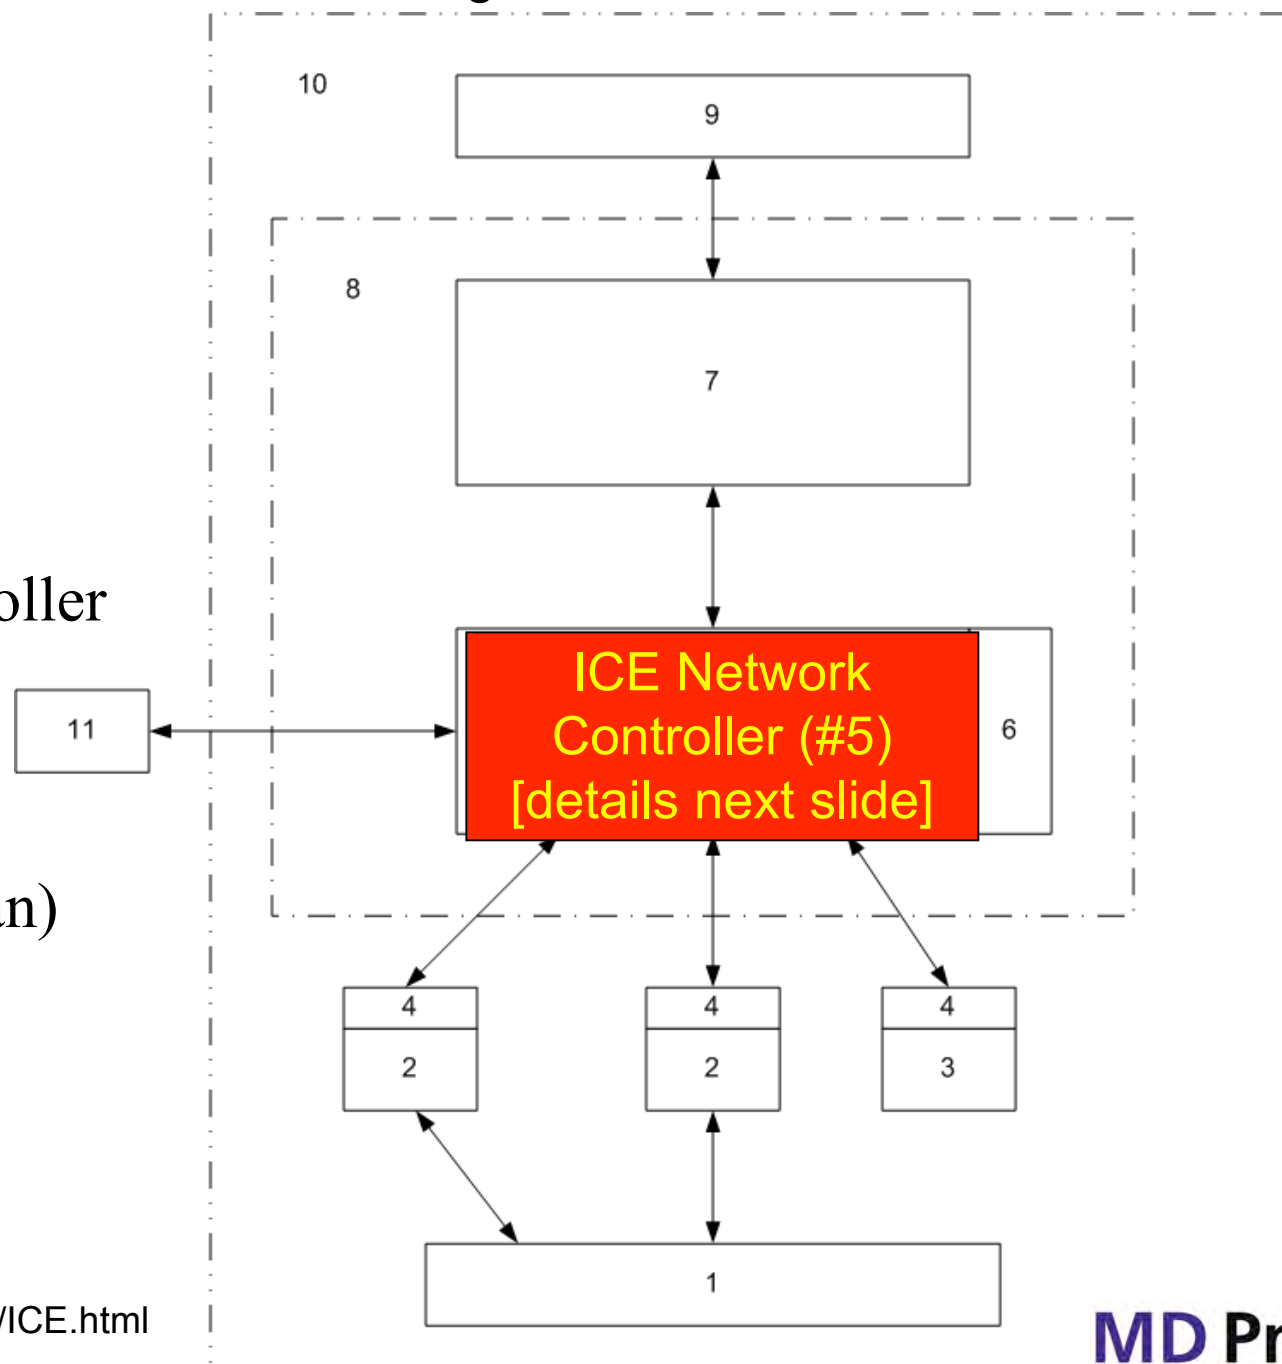 10
9
8
7
oller
ICE Network
Controller (#5)
[details next slide]
11
6
an)
4
4
4
2
2
3
1
/ICE.html
MD Pr